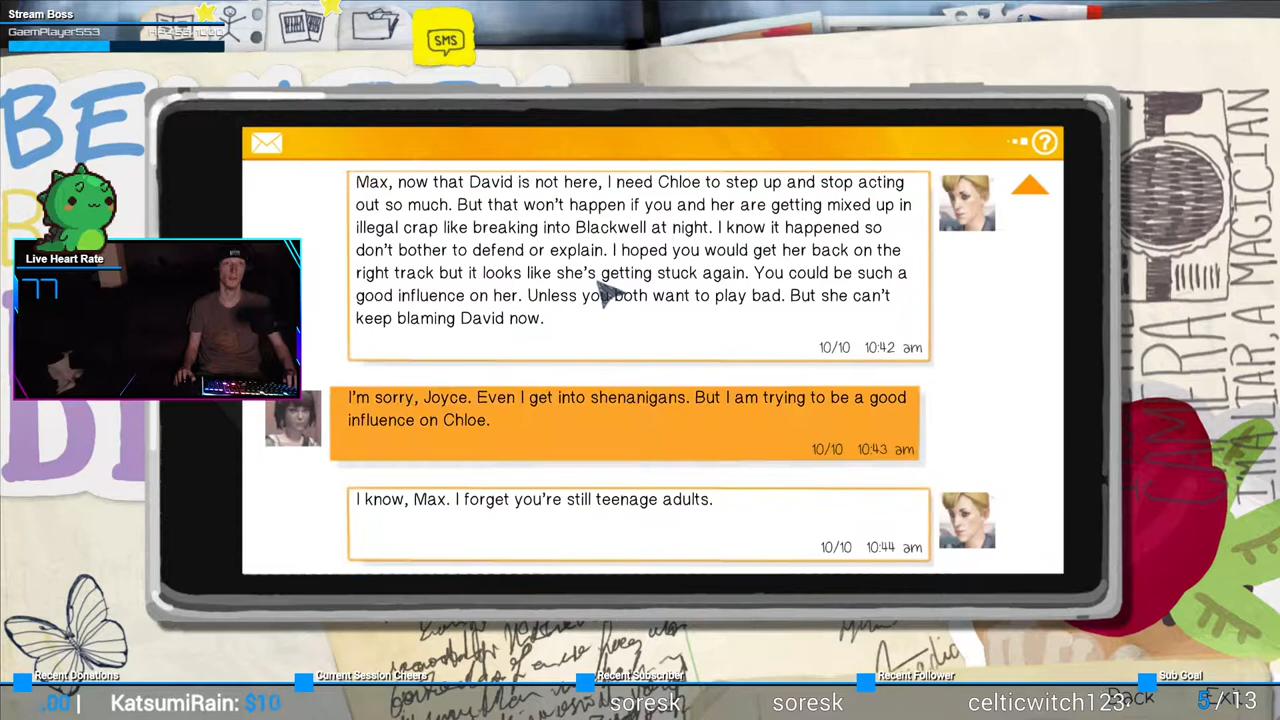 Stream Boss
GaemPlayer553
SMS
BE
Max, now that David is not here, I need Chloe to step up and stop acting
out so much. But that won't happen if you and her are getting mixed up in
illegal crap like breaking into Blackwell at night. I know it happened so
don't bother to defend or explain. I hoped you would get her back on the
right track but it looks like she's getting stuck again. You could be such a
good influence on her. Unless you both want to play bad. But she can't
keep blaming David now.
10/10 10:42 am
Live Heart Rate
77
I'm sorry, Joyce. Even I get into shenanigans. But I am trying to be a good
influence on Chloe.
10/10 10:43 am
I know, Max. I forget you're still teenage adults.
10/10 10:44 am
Recent Donations
Current Session Cheers
Recent Subscriber
Recent Follower
Sub Goal
.00 |
KatsumiRain: $10
soresk
soresk
celticwitch123
Back
5 / 13